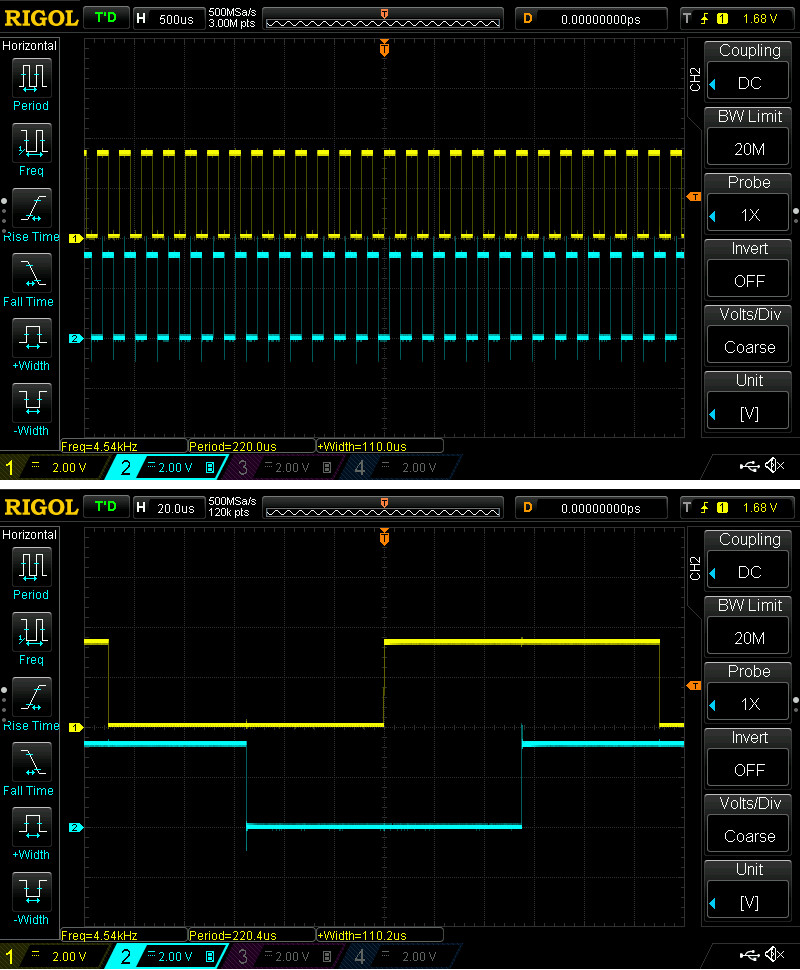 RIGOL T'D H 500us 500MSa/s 3.00M pts T D 0.00000000ps T 1 1.68 V
Horizontal
Period
Freq
Rise Time
Fall Time
+Width
-Width
T
T
1
2
CH2
Coupling
DC
BW Limit
20M
Probe
1X
Invert
OFF
Volts/Div
Coarse
Unit
[V]
Freq=4.54kHz Period=220.0us +Width=110.0us
1 2.00 V 2 2.00 V B 3 2.00 V B 4 2.00 V
RIGOL T'D H 20.0us 500MSa/s 120k pts T D 0.00000000ps T 1 1.68 V
Horizontal
Period
Freq
Rise Time
Fall Time
+Width
-Width
T
T
1
2
CH2
Coupling
DC
BW Limit
20M
Probe
1X
Invert
OFF
Volts/Div
Coarse
Unit
[V]
Freq=4.54kHz Period=220.4us +Width=110.2us
1 2.00 V 2 2.00 V B 3 2.00 V B 4 2.00 V